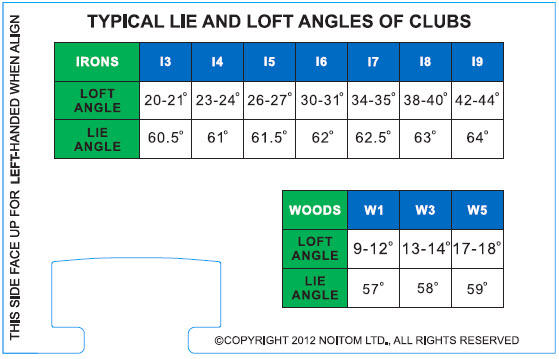 TYPICAL LIE AND LOFT ANGLES OF CLUBS
THIS SIDE FACE UP FOR LEFT-HANDED WHEN ALIGN
IRONS I3 I4 I5 I6 I7 I8 I9
LOFT ANGLE 20-21° 23-24° 26-27° 30-31° 34-35° 38-40° 42-44°
LIE ANGLE 60.5° 61° 61.5° 62° 62.5° 63° 64°
WOODS W1 W3 W5
LOFT ANGLE 9-12° 13-14° 17-18°
LIE ANGLE 57° 58° 59°
©COPYRIGHT 2012 NOITOM LTD., ALL RIGHTS RESERVED